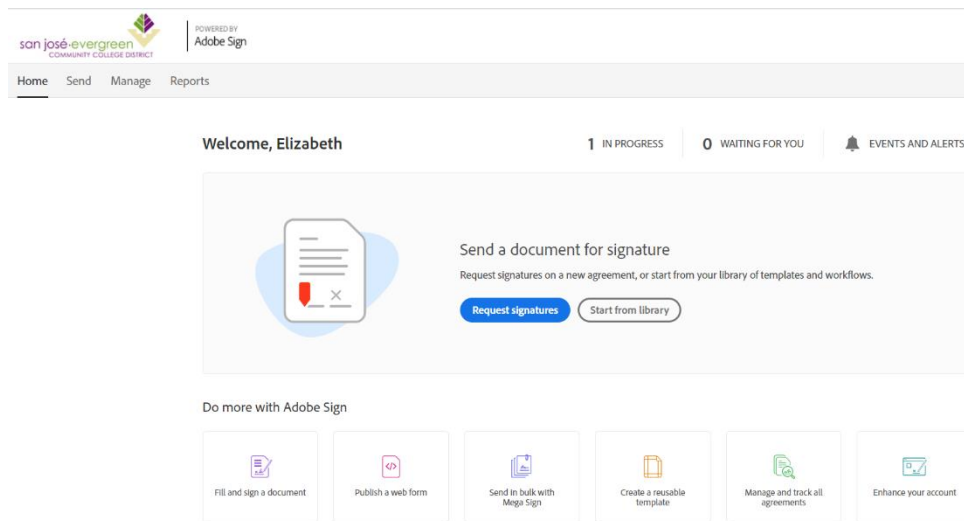 san josé·evergreen
COMMUNITY COLLEGE DISTRICT
POWERED BY
Adobe Sign
Home Send Manage Reports
Welcome, Elizabeth
1 IN PROGRESS
0 WAITING FOR YOU
EVENTS AND ALERTS
Send a document for signature
Request signatures on a new agreement, or start from your library of templates and workflows.
Request signatures
Start from library
Do more with Adobe Sign
Fill and sign a document
Publish a web form
Send in bulk with
Mega Sign
Create a reusable
template
Manage and track all
agreements
Enhance your account